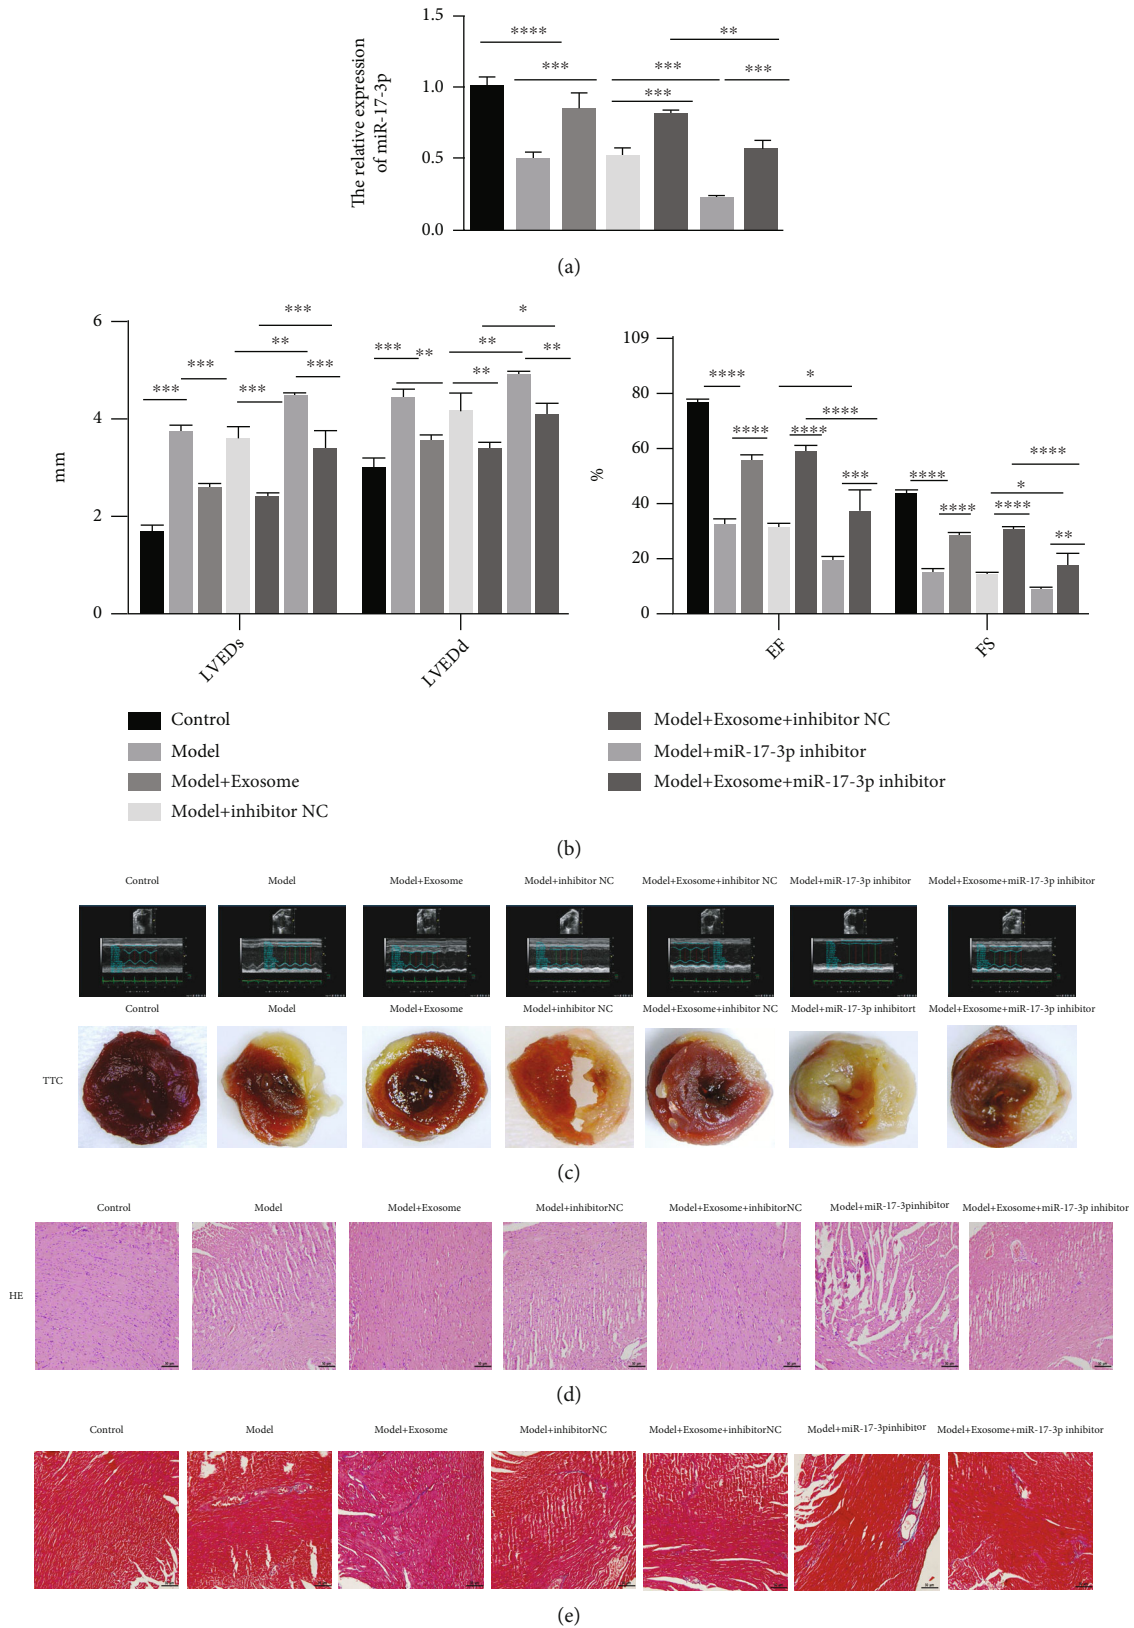 The relative expression
of miR-17-3p
1.5
1.0
0.5
0.0
****
**
***
***
***
***
(a)
mm
6
4
2
0
***
***
***
**
***
***
***
**
**
**
*
**
LVEDs
LVEDd
%
109
80
60
40
20
0
****
****
*
****
****
***
****
****
****
*
****
**
EF
FS
Control
Model
Model+Exosome
Model+inhibitor NC
Model+Exosome+inhibitor NC
Model+miR-17-3p inhibitor
Model+Exosome+miR-17-3p inhibitor
(b)
Control Model Model+Exosome Model+inhibitor NC Model+Exosome+inhibitor NC Model+miR-17-3p inhibitor Model+Exosome+miR-17-3p inhibitor
Control Model Model+Exosome Model+inhibitor NC Model+Exosome+inhibitor NC Model+miR-17-3p inhibitort Model+Exosome+miR-17-3p inhibitor
TTC
(c)
Control Model Model+Exosome Model+inhibitorNC Model+Exosome+inhibitorNC Model+miR-17-3pinhibitor Model+Exosome+miR-17-3p inhibitor
HE
(d)
Control Model Model+Exosome Model+inhibitorNC Model+Exosome+inhibitorNC Model+miR-17-3pinhibitor Model+Exosome+miR-17-3p inhibitor
(e)